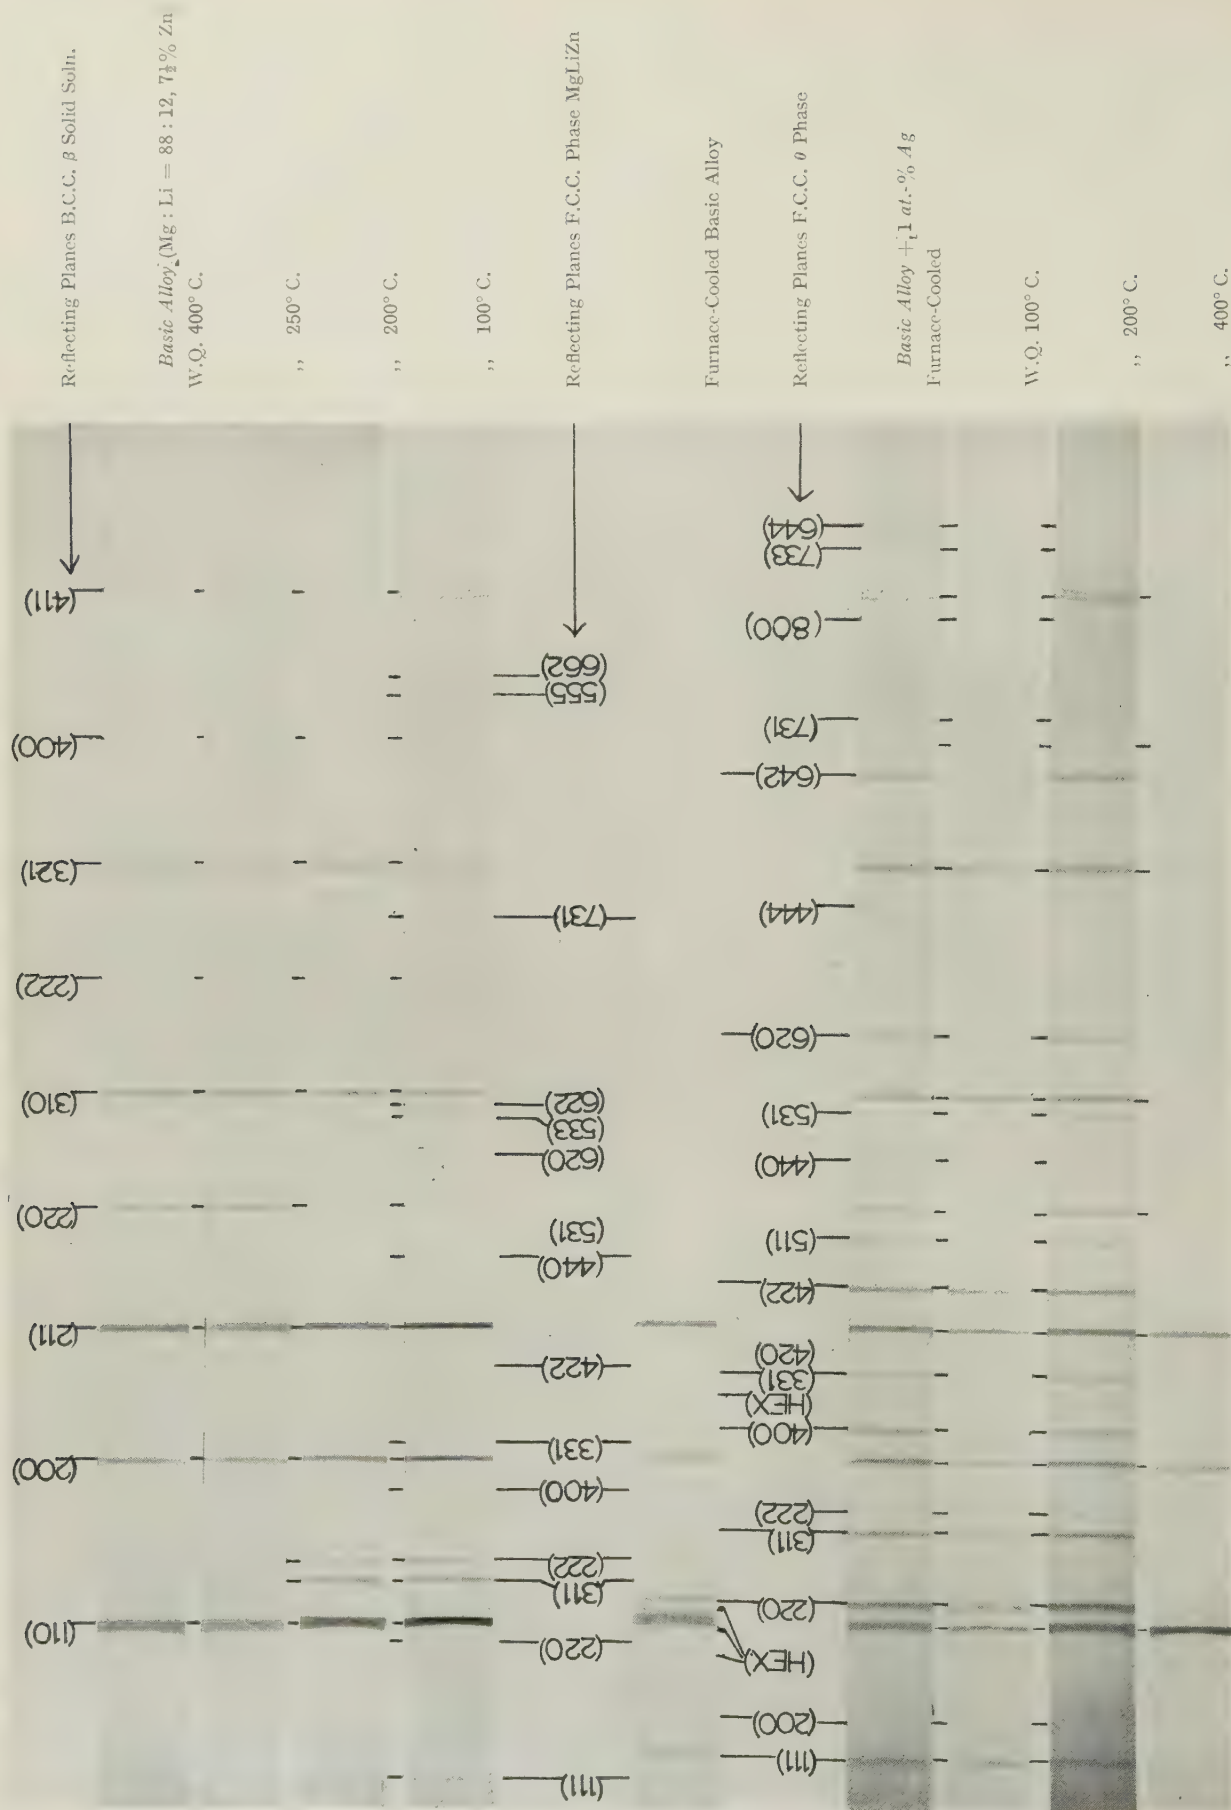 Reflecting Planes B.C.C. β Solid Soln.
Basic Alloy (Mg : Li = 88 : 12, 7½% Zn
W.Q. 400° C.
,, 250° C.
,, 200° C.
,, 100° C.
Reflecting Planes F.C.C. Phase MgLiZn
Furnace-Cooled Basic Alloy
Reflecting Planes F.C.C. θ Phase
Basic Alloy + 1 at.-% Ag
Furnace-Cooled
W.Q. 100° C.
,, 200° C.
,, 400° C.
(110) (200) (211) (220) (310) (222) (321) (400) (411)
(111) (220) (311) (222) (400) (331) (422) (440) (531) (620) (533) (622) (731) (555) (662)
(111) (200) (HEX) (220) (311) (222) (400) (HEX) (331) (420) (422) (511) (440) (531) (620) (444) (642) (731) (800) (733) (644)